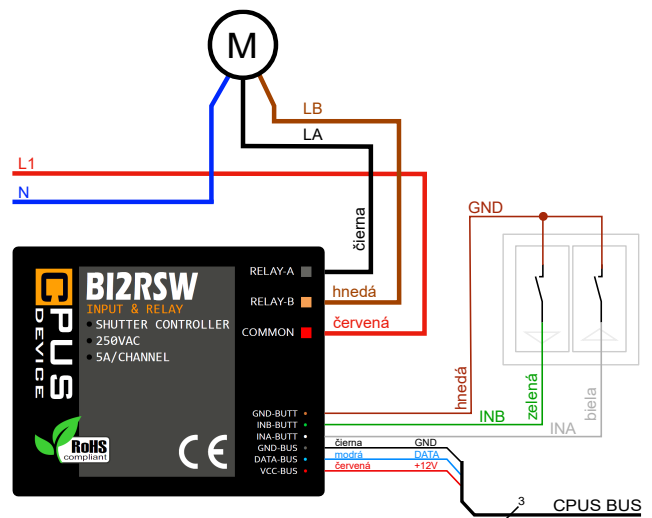 M
LB
LA
L1
N
čierna
GND
RELAY-A
RELAY-B
COMMON
hnedá
červená
CPUS
DEVICE
BI2RSW
INPUT & RELAY
SHUTTER CONTROLLER
250VAC
5A/CHANNEL
hnedá
zelená
biela
INB
INA
GND-BUTT
INB-BUTT
INA-BUTT
GND-BUS
DATA-BUS
VCC-BUS
čierna GND
modrá DATA
červená +12V
RoHS
compliant
CE
3
CPUS BUS